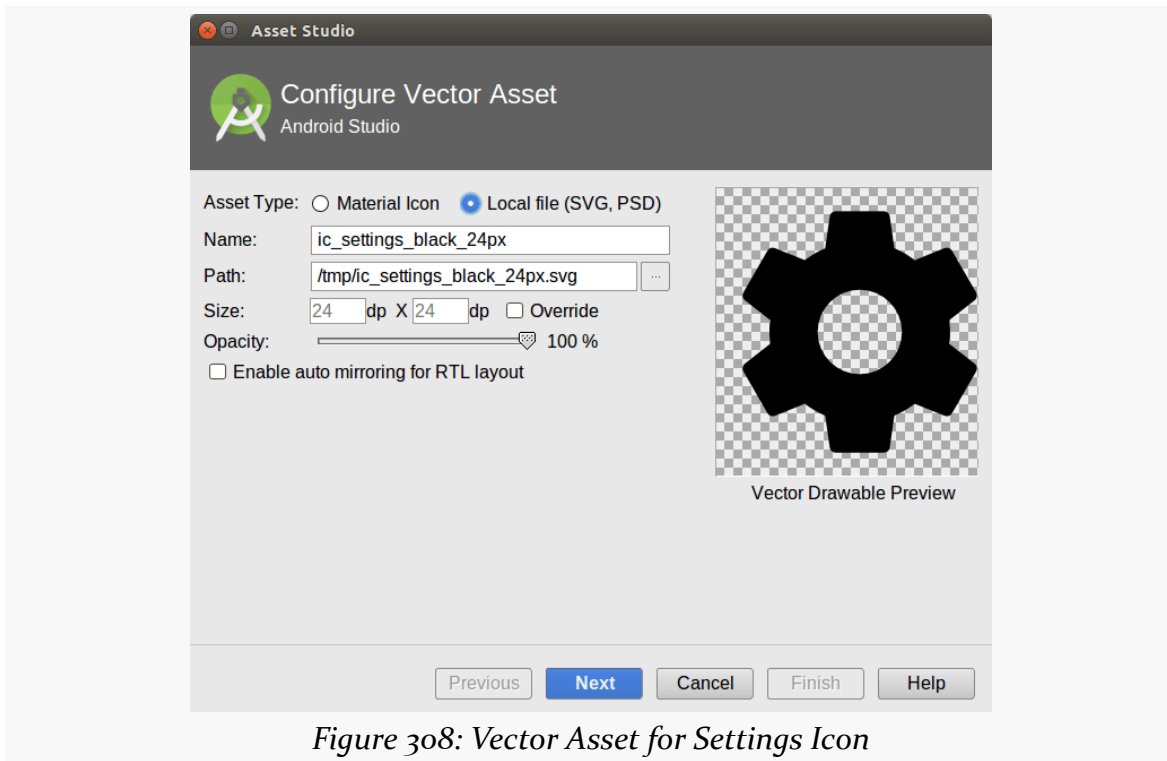 Asset Studio
Configure Vector Asset
Android Studio
Asset Type: Material Icon Local file (SVG, PSD)
Name: ic_settings_black_24px
Path: /tmp/ic_settings_black_24px.svg ...
Size: 24 dp X 24 dp Override
Opacity: 100 %
Enable auto mirroring for RTL layout
Vector Drawable Preview
Previous Next Cancel Finish Help
Figure 308: Vector Asset for Settings Icon